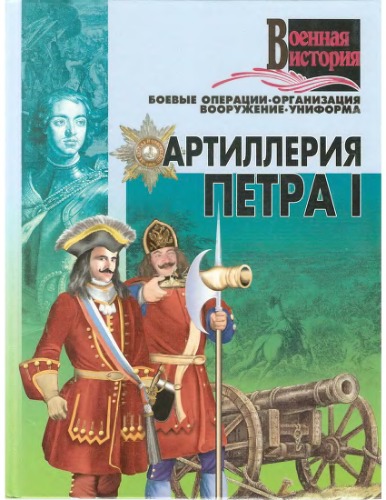 Военная
история
БОЕВЫЕ ОПЕРАЦИИ-ОРГАНИЗАЦИЯ
ВООРУЖЕНИЕ-УНИФОРМА
АРТИЛЛЕРИЯ
ПЕТРА I